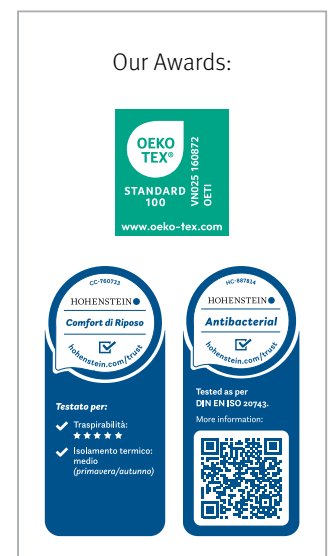 Our Awards:
OEKO
TEX®
STANDARD
100
VN025 160872
OETI
www.oeko-tex.com
CC-760723
HOHENSTEIN
Comfort di Riposo
hohenstein.com/trust
Testato per:
Traspirabilità:
★★★★★
Isolamento termico:
medio
(primavera/autunno)
HC-887814
HOHENSTEIN
Antibacterial
hohenstein.com/trust
Tested as per
DIN EN ISO 20743.
More information: